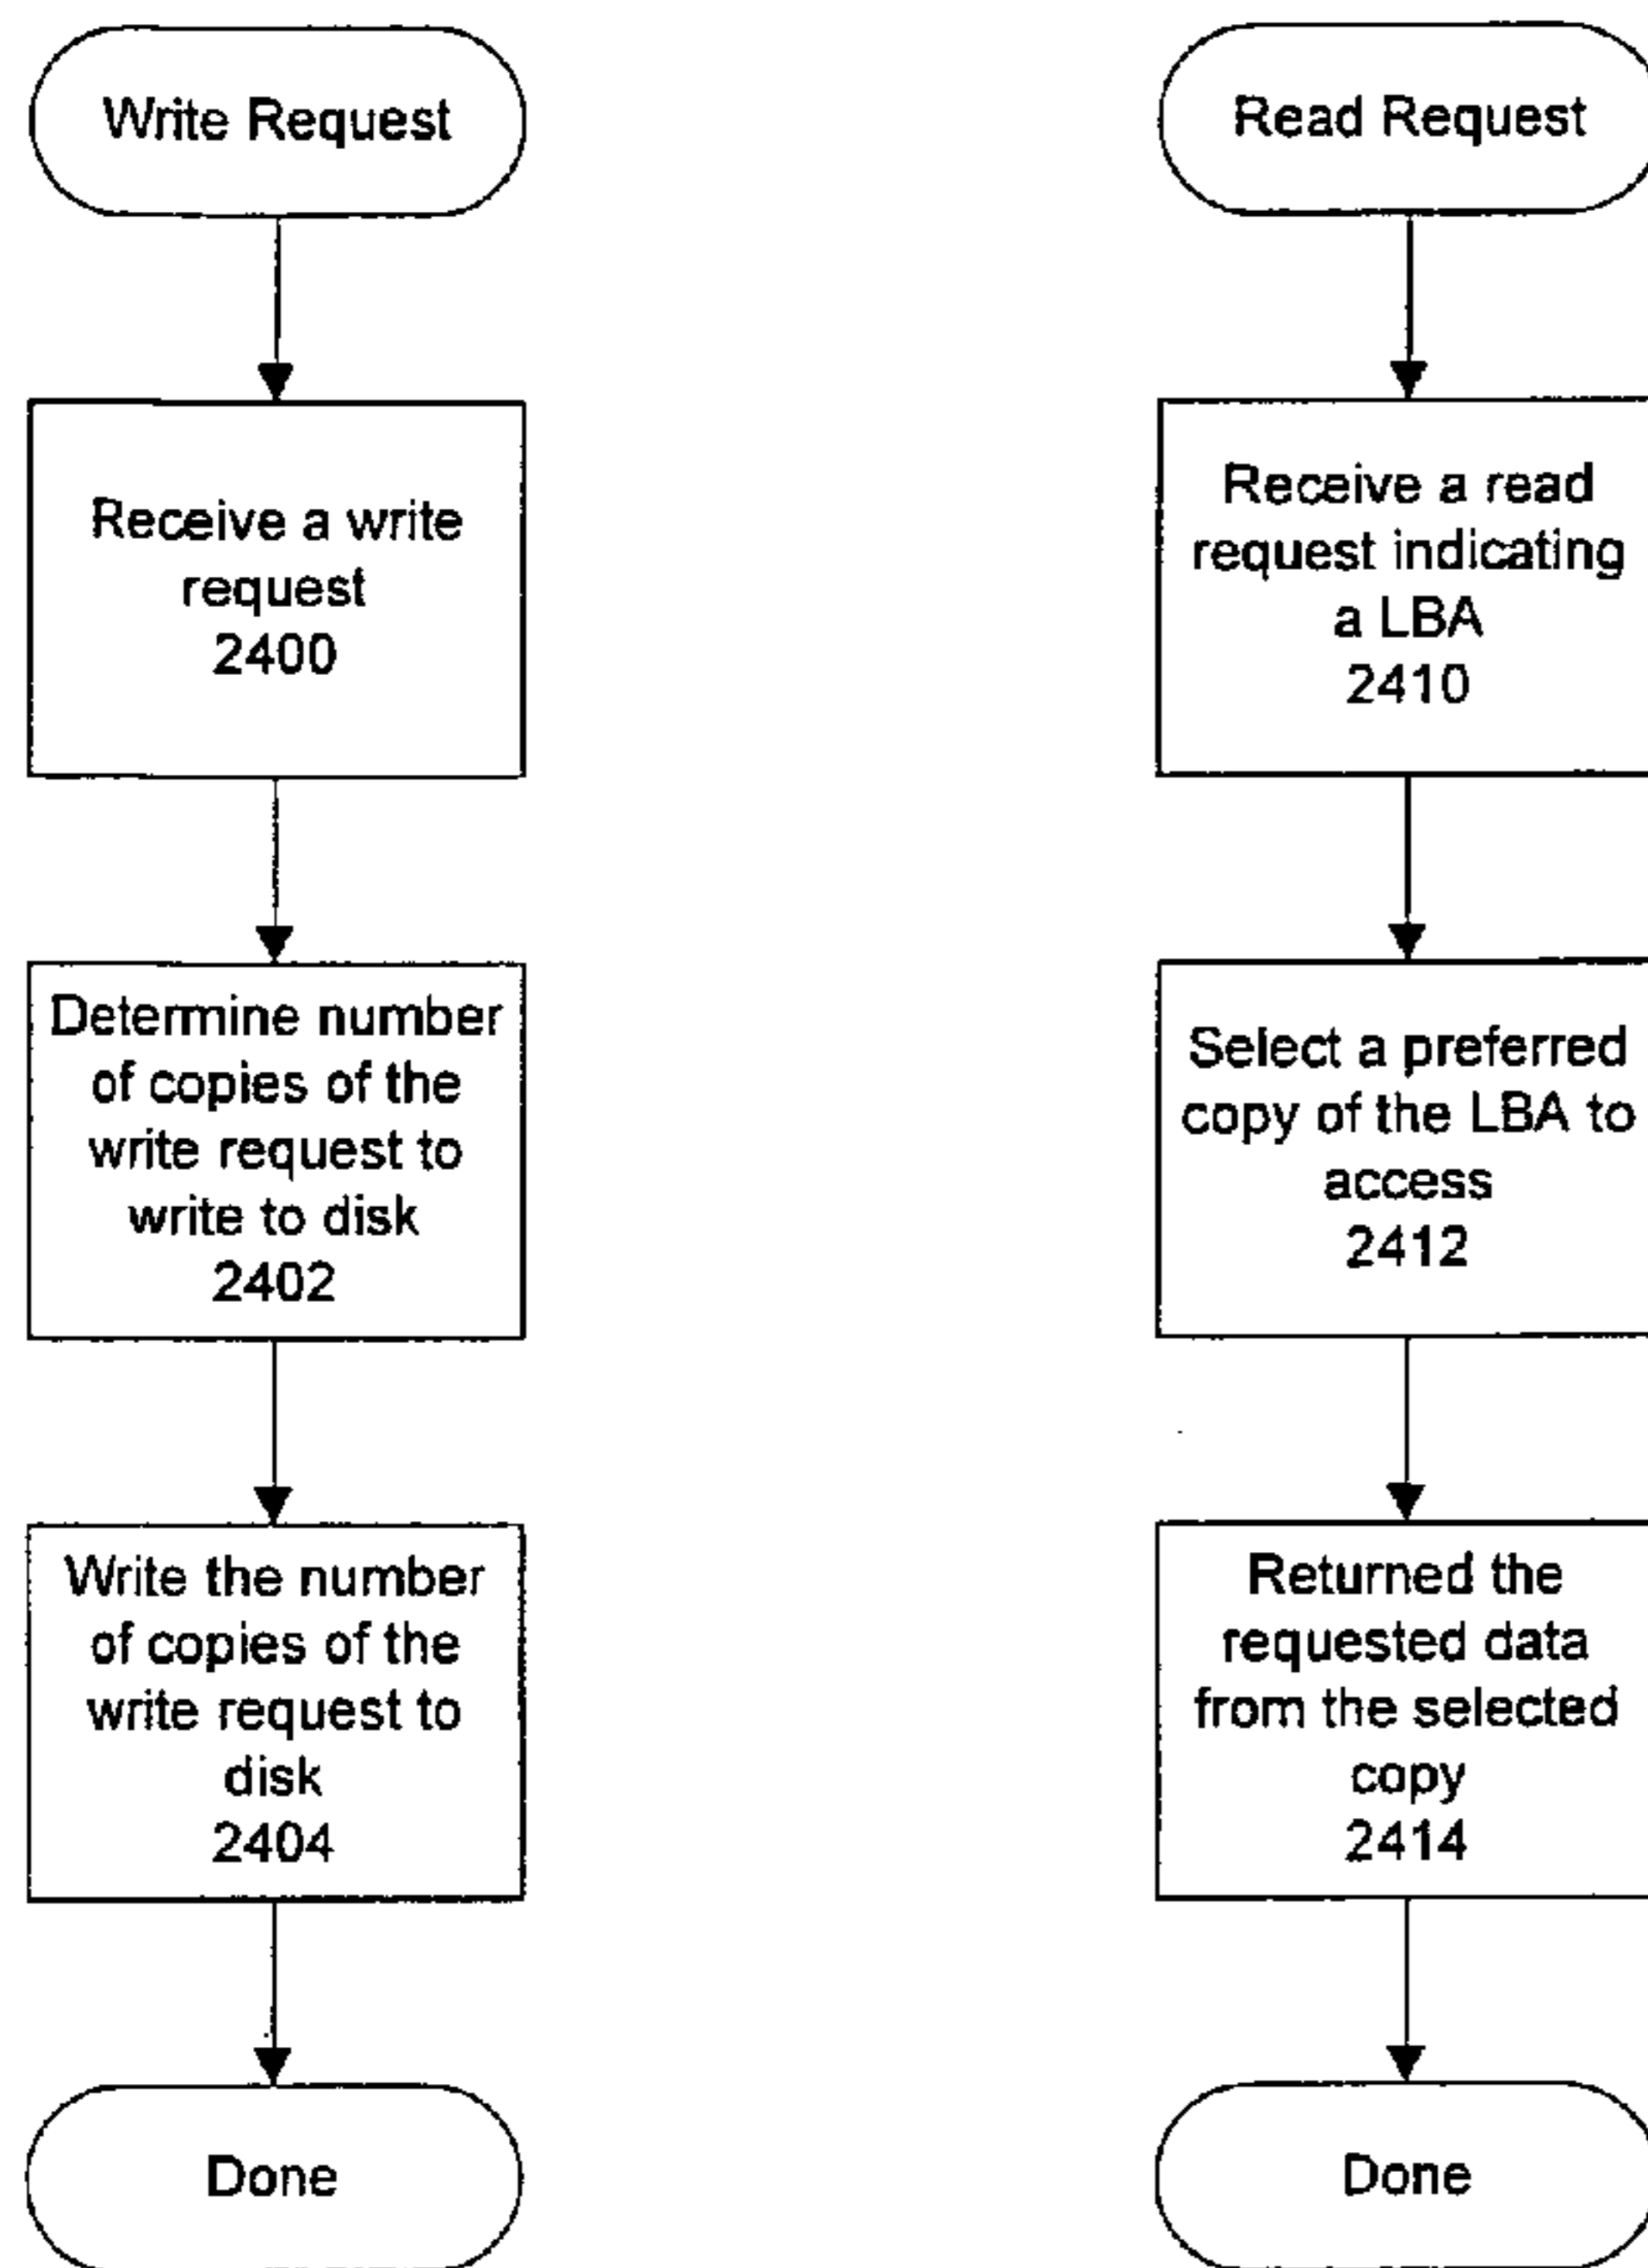 Write Request
Receive a write
request
2400
Determine number
of copies of the
write request to
write to disk
2402
Write the number
of copies of the
write request to
disk
2404
Done
Read Request
Receive a read
request indicating
a LBA
2410
Select a preferred
copy of the LBA to
access
2412
Returned the
requested data
from the selected
copy
2414
Done